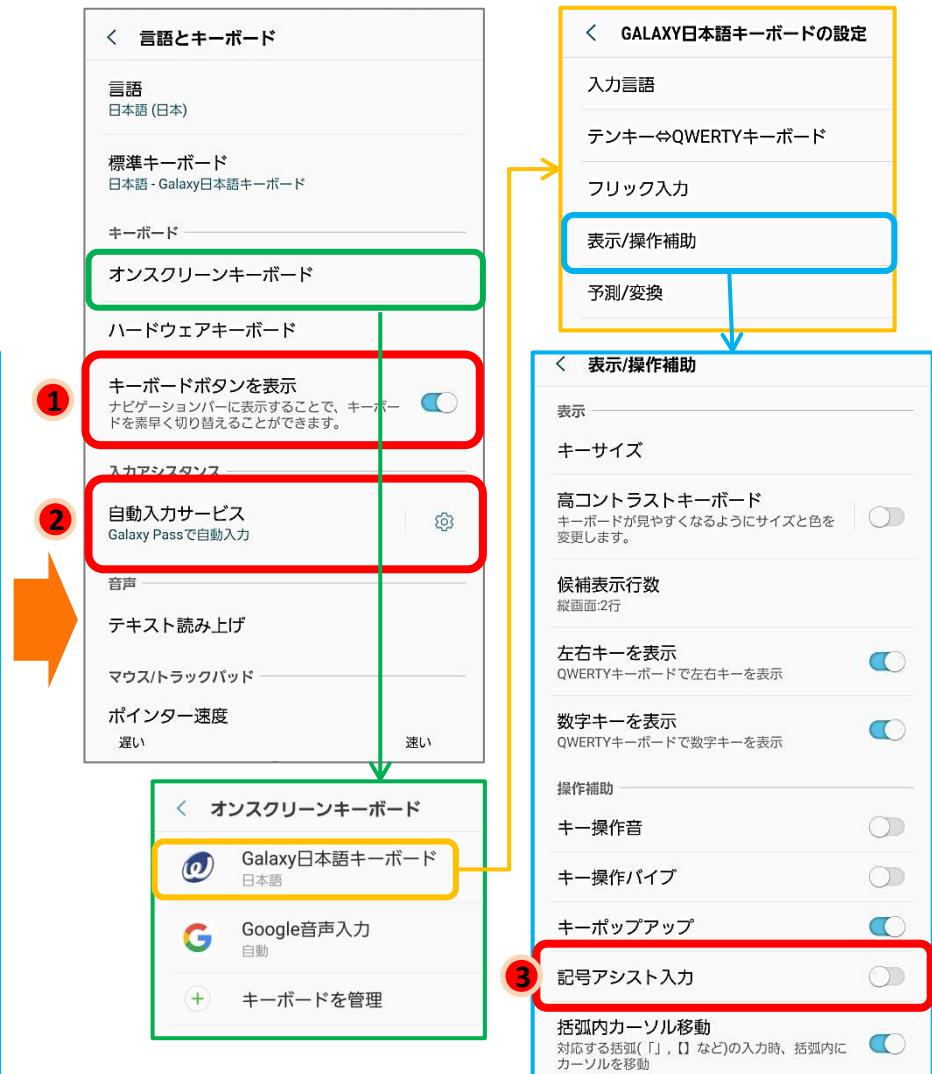 言語とキーボード
言語
日本語 (日本)
標準キーボード
日本語 - Galaxy日本語キーボード
キーボード
オンスクリーンキーボード
ハードウェアキーボード
1
キーボードボタンを表示
ナビゲーションバーに表示することで、キーボー
ドを素早く切り替えることができます。
入力アシスタンス
2
自動入力サービス
Galaxy Passで自動入力
音声
テキスト読み上げ
マウス/トラックパッド
ポインター速度
遅い 速い
オンスクリーンキーボード
Galaxy日本語キーボード
日本語
Google音声入力
自動
キーボードを管理
GALAXY日本語キーボードの設定
入力言語
テンキー⇔QWERTYキーボード
フリック入力
表示/操作補助
予測/変換
表示/操作補助
表示
キーサイズ
高コントラストキーボード
キーボードが見やすくなるようにサイズと色を
変更します。
候補表示行数
縦画面:2行
左右キーを表示
QWERTYキーボードで左右キーを表示
数字キーを表示
QWERTYキーボードで数字キーを表示
操作補助
キー操作音
キー操作バイブ
キーポップアップ
3
記号アシスト入力
括弧内カーソル移動
対応する括弧(「」, 【】など)の入力時、括弧内に
カーソルを移動